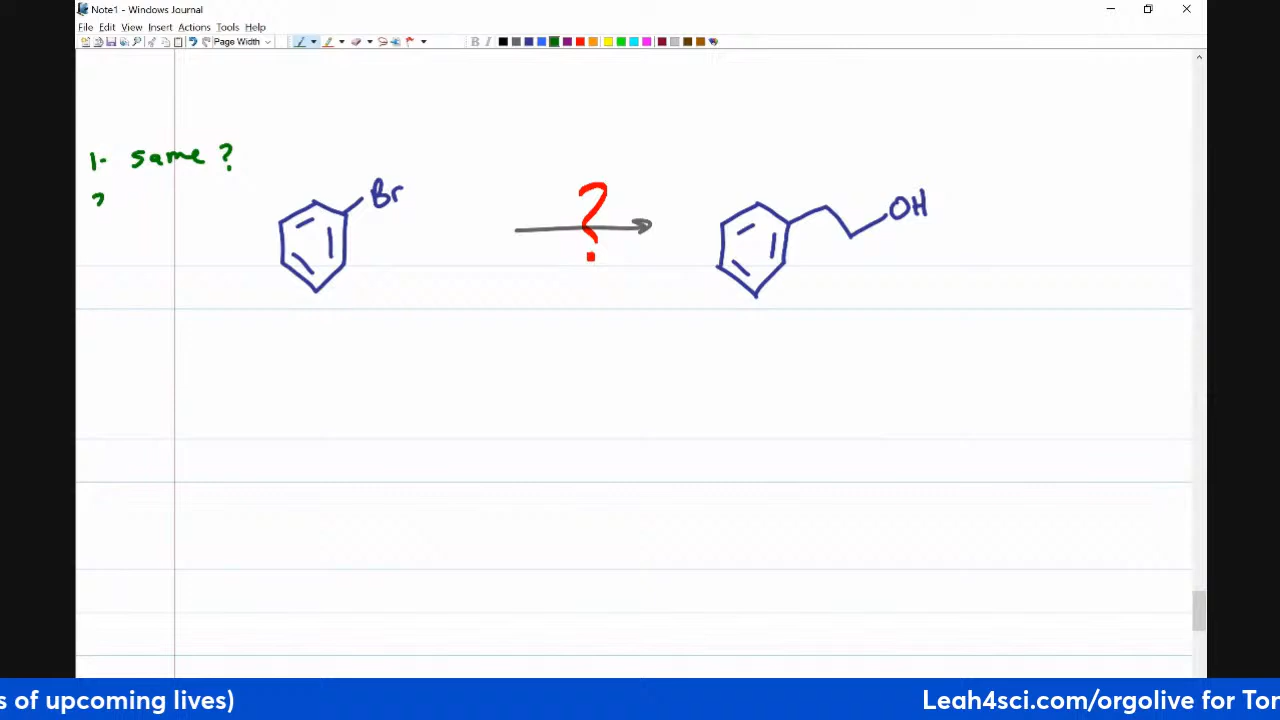 Note1 - Windows Journal
File Edit View Insert Actions Tools Help
Page Width
B I
1- same ?
2
Br
?
OH
s of upcoming lives)
Leah4sci.com/orgolive for Tor